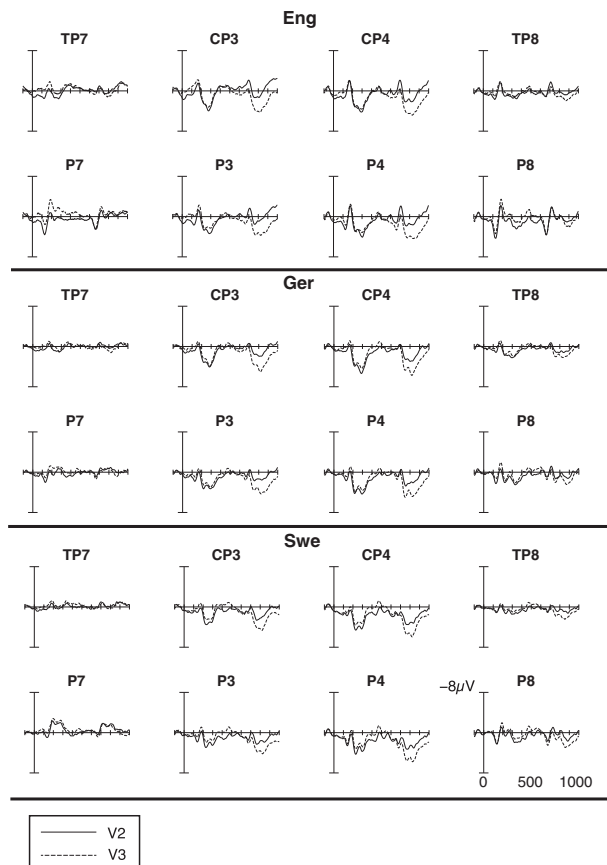 Eng
TP7 CP3 CP4 TP8
P7 P3 P4 P8
Ger
TP7 CP3 CP4 TP8
P7 P3 P4 P8
Swe
TP7 CP3 CP4 TP8
P7 P3 P4 P8
−8µV
0 500 1000
V2
V3